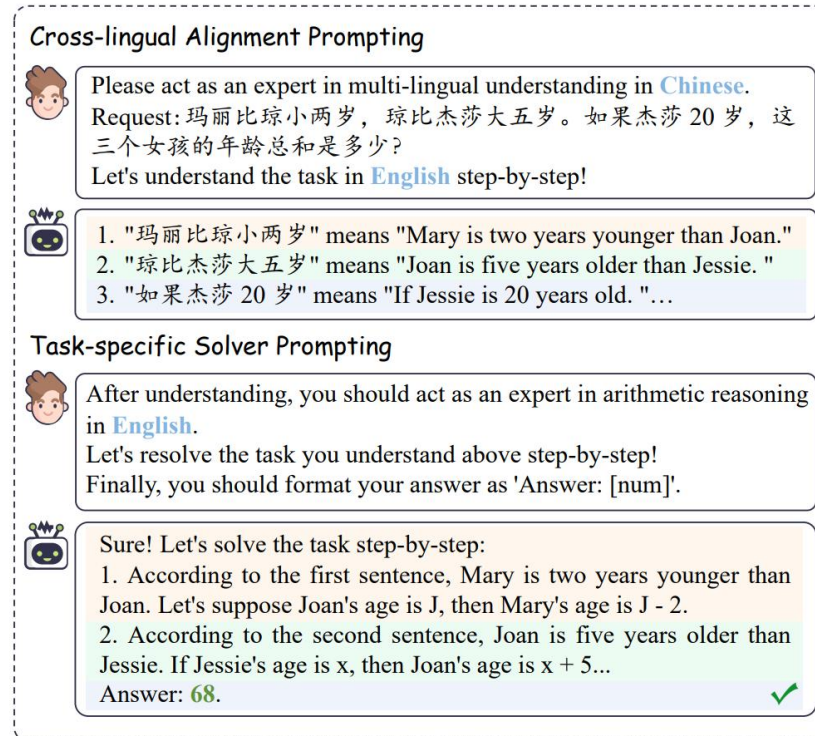 Cross-lingual Alignment Prompting
Please act as an expert in multi-lingual understanding in Chinese.
Request: 玛丽比琼小两岁，琼比杰莎大五岁。如果杰莎 20 岁，这
三个女孩的年龄总和是多少?
Let's understand the task in English step-by-step!
1. "玛丽比琼小两岁" means "Mary is two years younger than Joan."
2. "琼比杰莎大五岁" means "Joan is five years older than Jessie. "
3. "如果杰莎 20 岁" means "If Jessie is 20 years old. "…
Task-specific Solver Prompting
After understanding, you should act as an expert in arithmetic reasoning
in English.
Let's resolve the task you understand above step-by-step!
Finally, you should format your answer as 'Answer: [num]'.
Sure! Let's solve the task step-by-step:
1. According to the first sentence, Mary is two years younger than
Joan. Let's suppose Joan's age is J, then Mary's age is J - 2.
2. According to the second sentence, Joan is five years older than
Jessie. If Jessie's age is x, then Joan's age is x + 5...
Answer: 68.